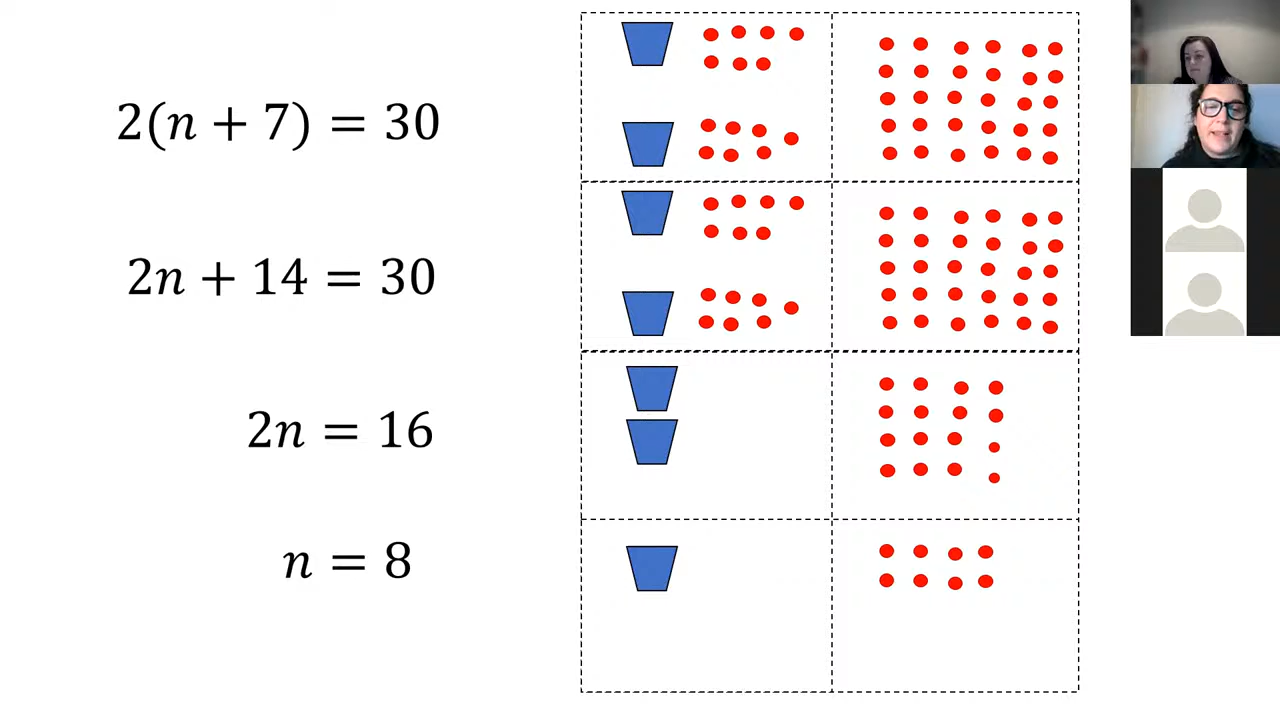 2(n + 7) = 30
2n + 14 = 30
2n = 16
n = 8